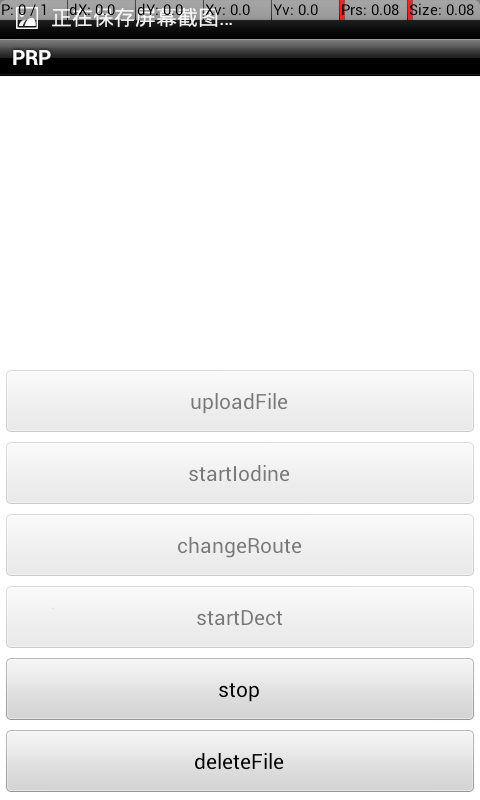 P: 0 / 1 dX: 0.0 dY: 0.0 Xv: 0.0 Yv: 0.0 Prs: 0.08 Size: 0.08
正在保存屏幕截图...
PRP
uploadFile
startIodine
changeRoute
startDect
stop
deleteFile